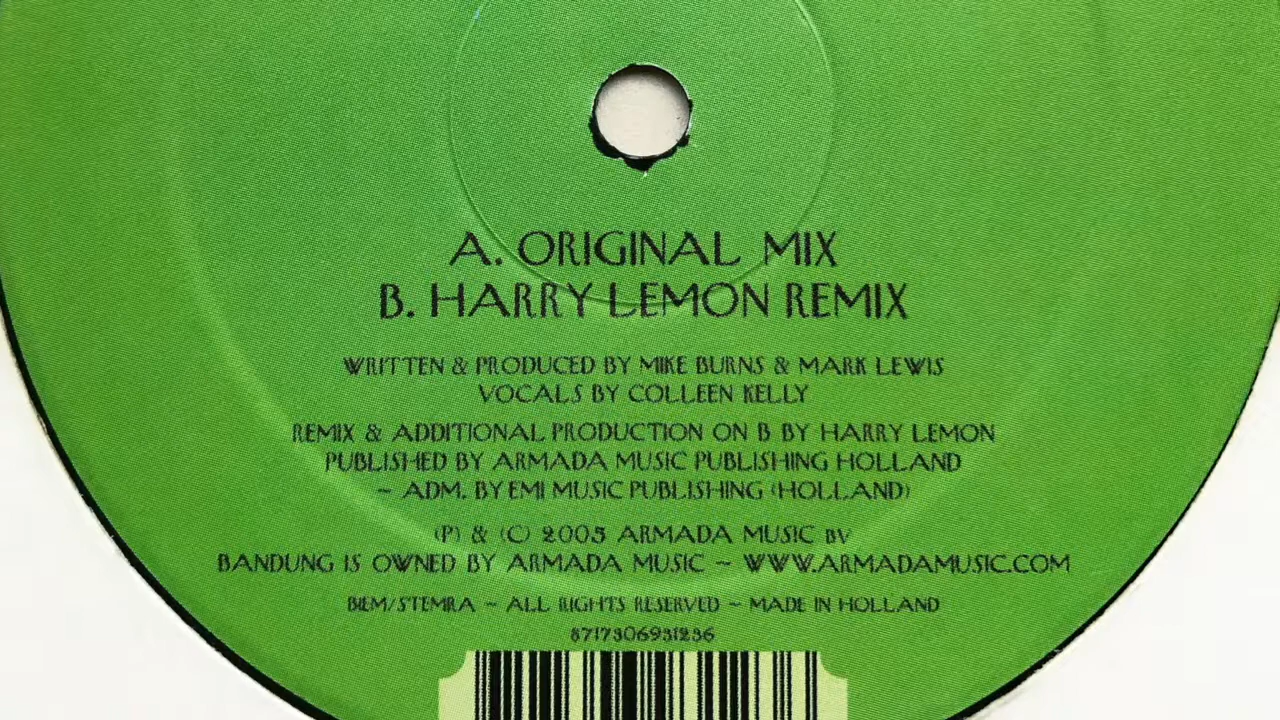 A. ORIGINAL MIX
B. HARRY LEMON REMIX
WRITTEN & PRODUCED BY MIKE BURNS & MARK LEWIS
VOCALS BY COLLEEN KELLY
REMIX & ADDITIONAL PRODUCTION ON B BY HARRY LEMON
PUBLISHED BY ARMADA MUSIC PUBLISHING HOLLAND
~ ADM. BY EMI MUSIC PUBLISHING (HOLLAND)
(P) & (C) 2005 ARMADA MUSIC BV
BANDUNG IS OWNED BY ARMADA MUSIC ~ WWW.ARMADAMUSIC.COM
BIEM/STEMRA ~ ALL RIGHTS RESERVED ~ MADE IN HOLLAND
8717306931236